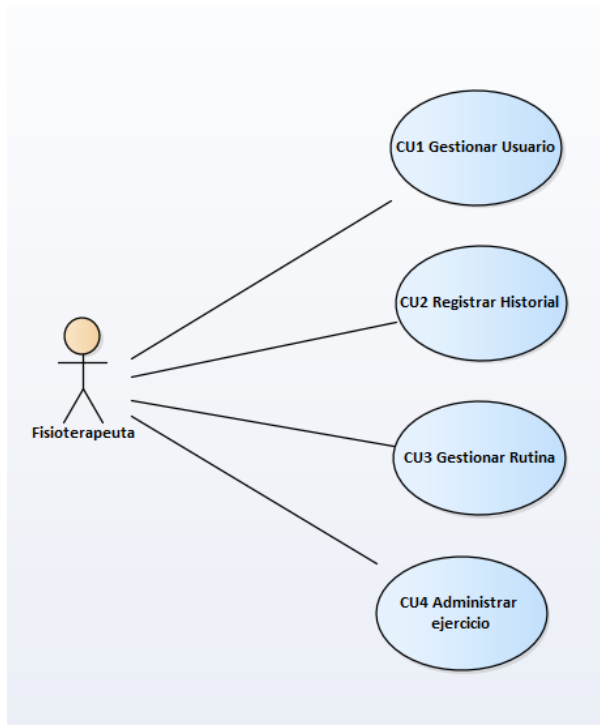 CU1 Gestionar Usuario
CU2 Registrar Historial
Fisioterapeuta
CU3 Gestionar Rutina
CU4 Administrar
ejercicio